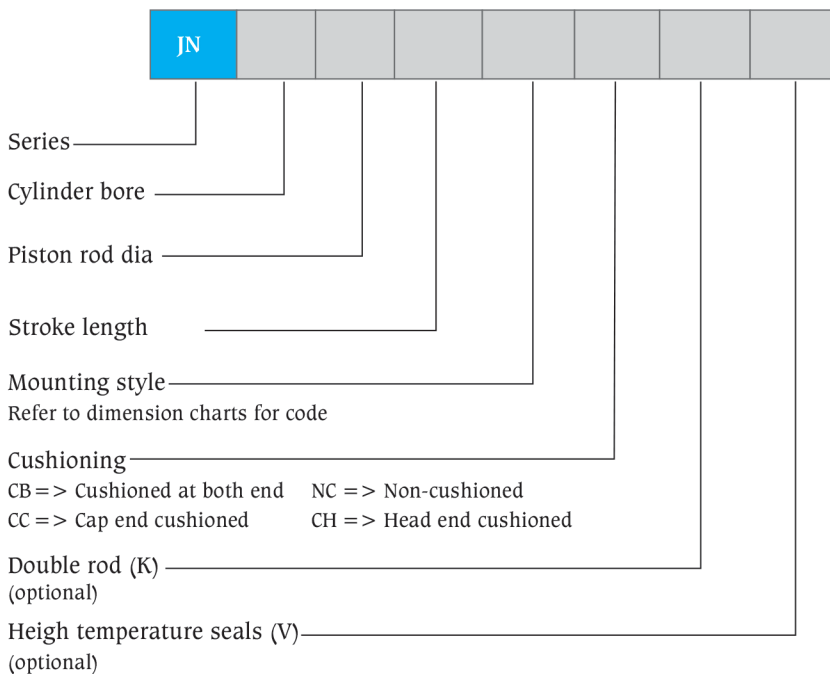 JN
Series
Cylinder bore
Piston rod dia
Stroke length
Mounting style
Refer to dimension charts for code
Cushioning
CB => Cushioned at both end NC => Non-cushioned
CC => Cap end cushioned CH => Head end cushioned
Double rod (K)
(optional)
Heigh temperature seals (V)
(optional)